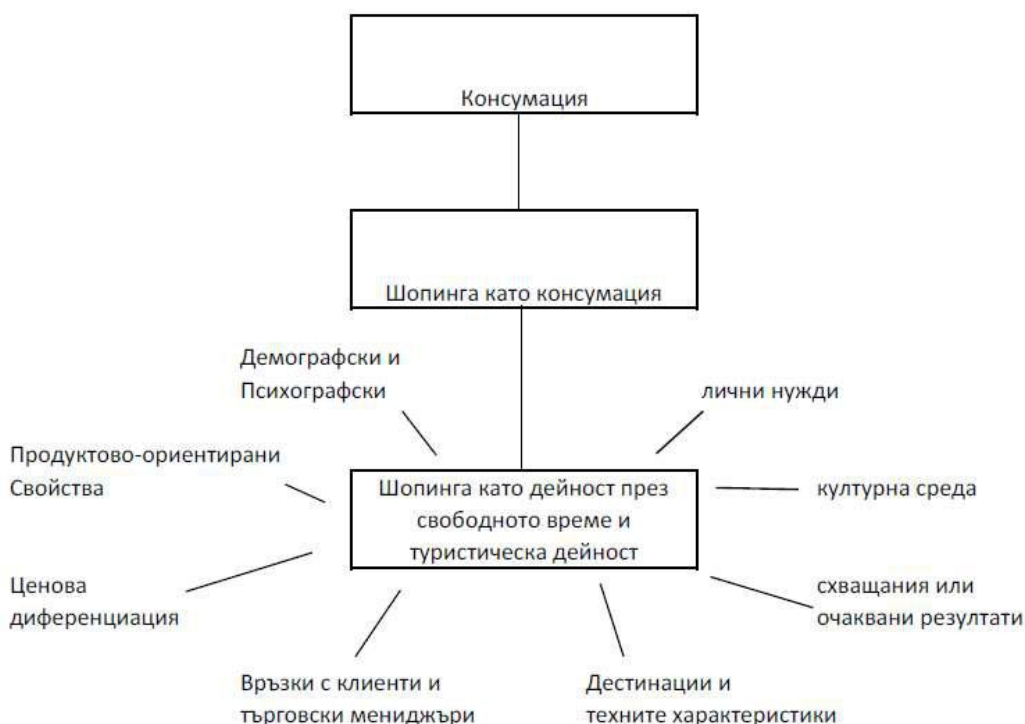 Консумация
Шопинга като консумация
Демографски и
Психографски
лични нужди
Продуктово-ориентирани
Свойства
Шопинга като дейност през
свободното време и
туристическа дейност
културна среда
Ценова
диференциация
схващания или
очаквани резултати
Връзки с клиенти и
търговски мениджъри
Дестинации и
техните характеристики